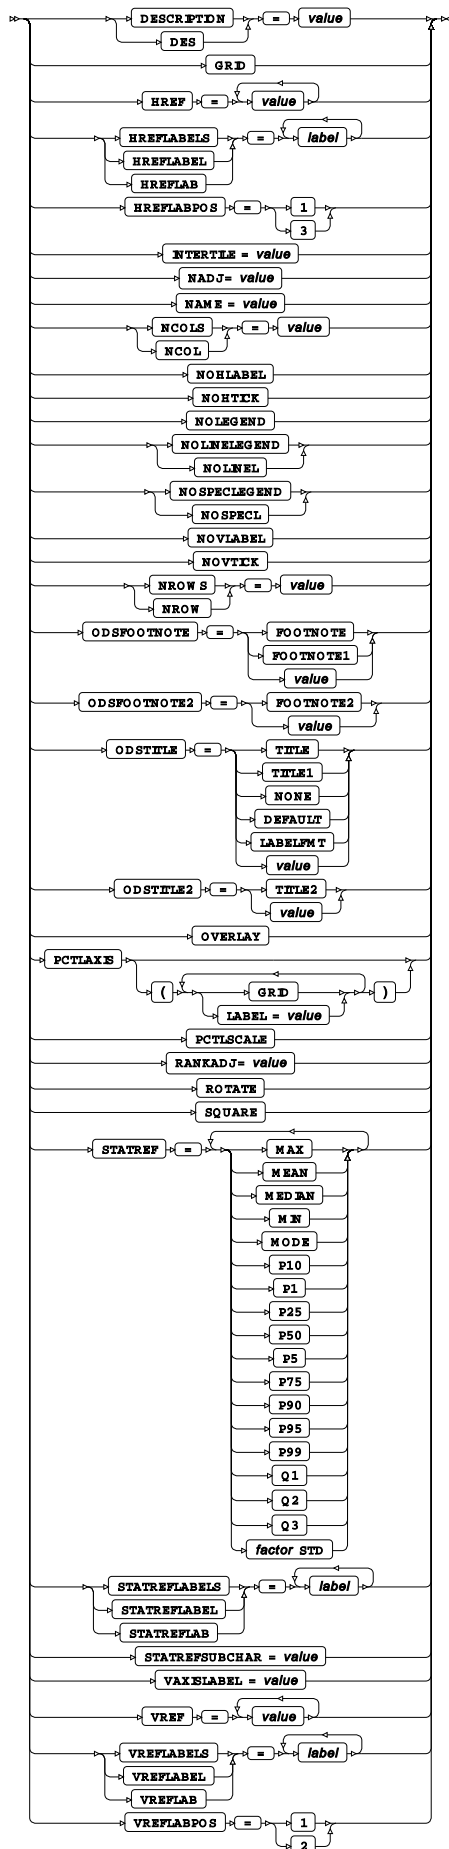 DESCRIPTION = value
DES
GRID
HREF = value
HREFLABELS = label
HREFLABEL
HREFLAB
HREFLABPOS = 1
3
INTERTILE = value
NADJ= value
NAME = value
NCOLS = value
NCOL
NOHLABEL
NOHTICK
NOLEGEND
NOLINELEGEND
NOLINEL
NOSPECLEGEND
NOSPECL
NOVLABEL
NOVTICK
NROWS = value
NROW
ODSFOOTNOTE = FOOTNOTE
FOOTNOTE1
value
ODSFOOTNOTE2 = FOOTNOTE2
value
ODSTITLE = TITLE
TITLE1
NONE
DEFAULT
LABELFMT
value
ODSTITLE2 = TITLE2
value
OVERLAY
PCTLAXIS
( GRID )
LABEL = value
PCTLSCALE
RANKADJ= value
ROTATE
SQUARE
STATREF = MAX
MEAN
MEDIAN
MIN
MODE
P10
P1
P25
P50
P5
P75
P90
P95
P99
Q1
Q2
Q3
factor STD
STATREFLABELS = label
STATREFLABEL
STATREFLAB
STATREFSUBCHAR = value
VAXISLABEL = value
VREF = value
VREFLABELS = label
VREFLABEL
VREFLAB
VREFLABPOS = 1
2